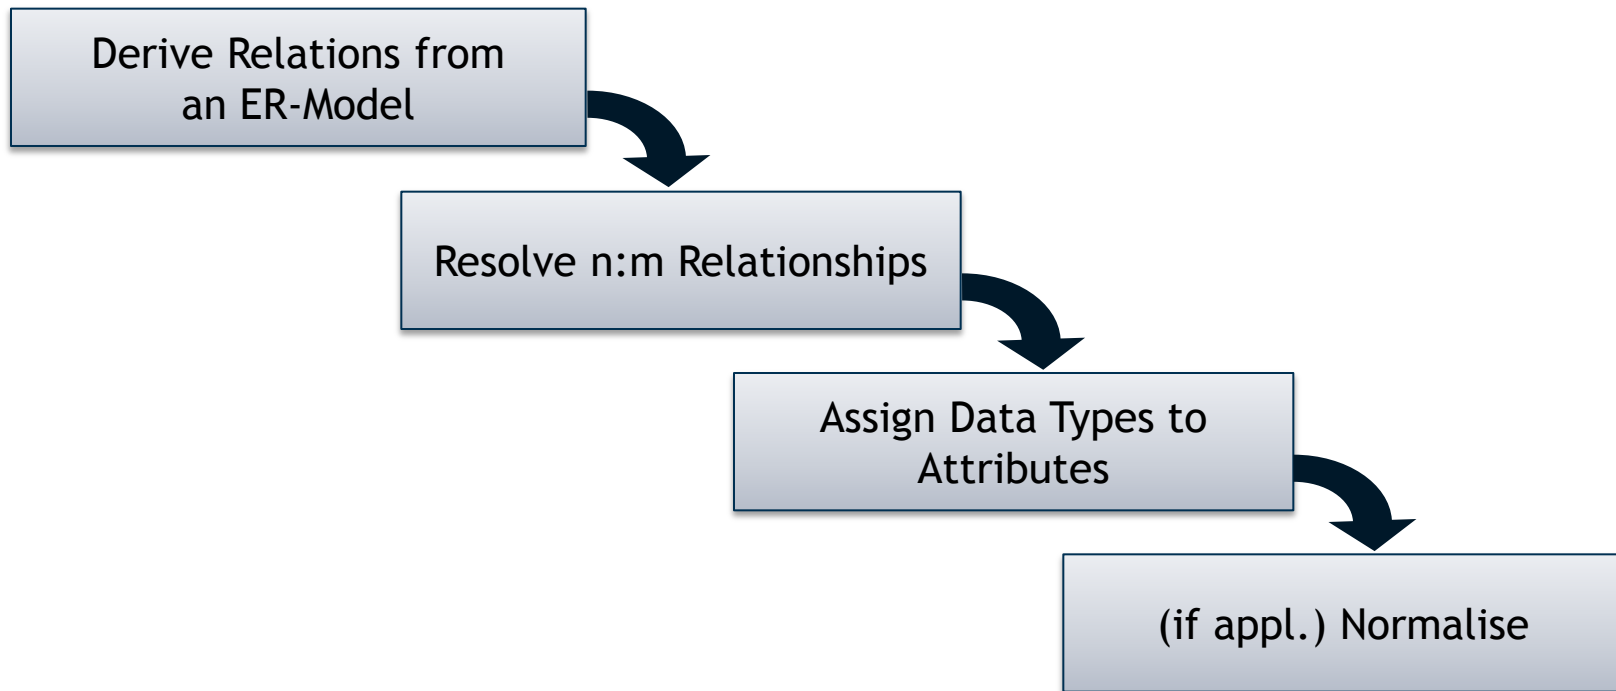 Derive Relations from
an ER-Model
Resolve n:m Relationships
Assign Data Types to
Attributes
(if appl.) Normalise